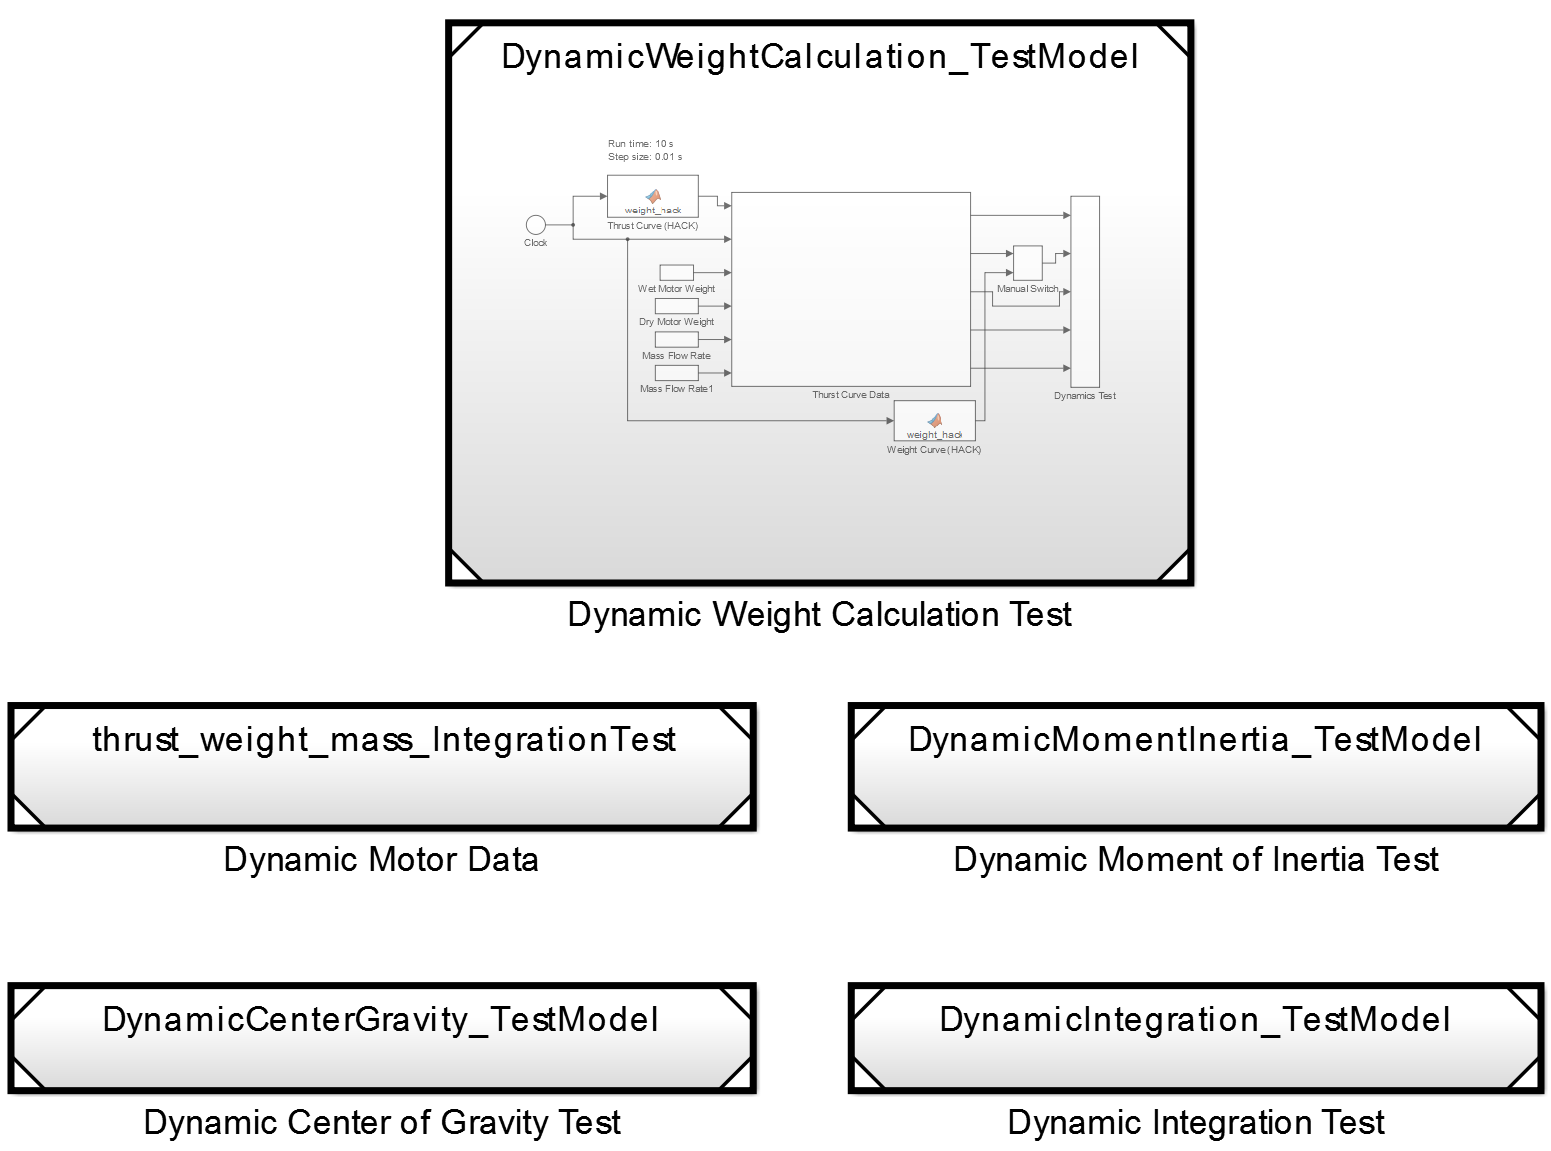 DynamicWeightCalculation_TestModel
Run time: 10 s
Step size: 0.01 s
weight_hack
Thrust Curve (HACK)
Clock
Wet Motor Weight
Manual Switch
Dry Motor Weight
Mass Flow Rate
Mass Flow Rate1
Thurst Curve Data
Dynamics Test
weight_hack
Weight Curve (HACK)
Dynamic Weight Calculation Test
thrust_weight_mass_IntegrationTest
DynamicMomentInertia_TestModel
Dynamic Motor Data
Dynamic Moment of Inertia Test
DynamicCenterGravity_TestModel
DynamicIntegration_TestModel
Dynamic Center of Gravity Test
Dynamic Integration Test